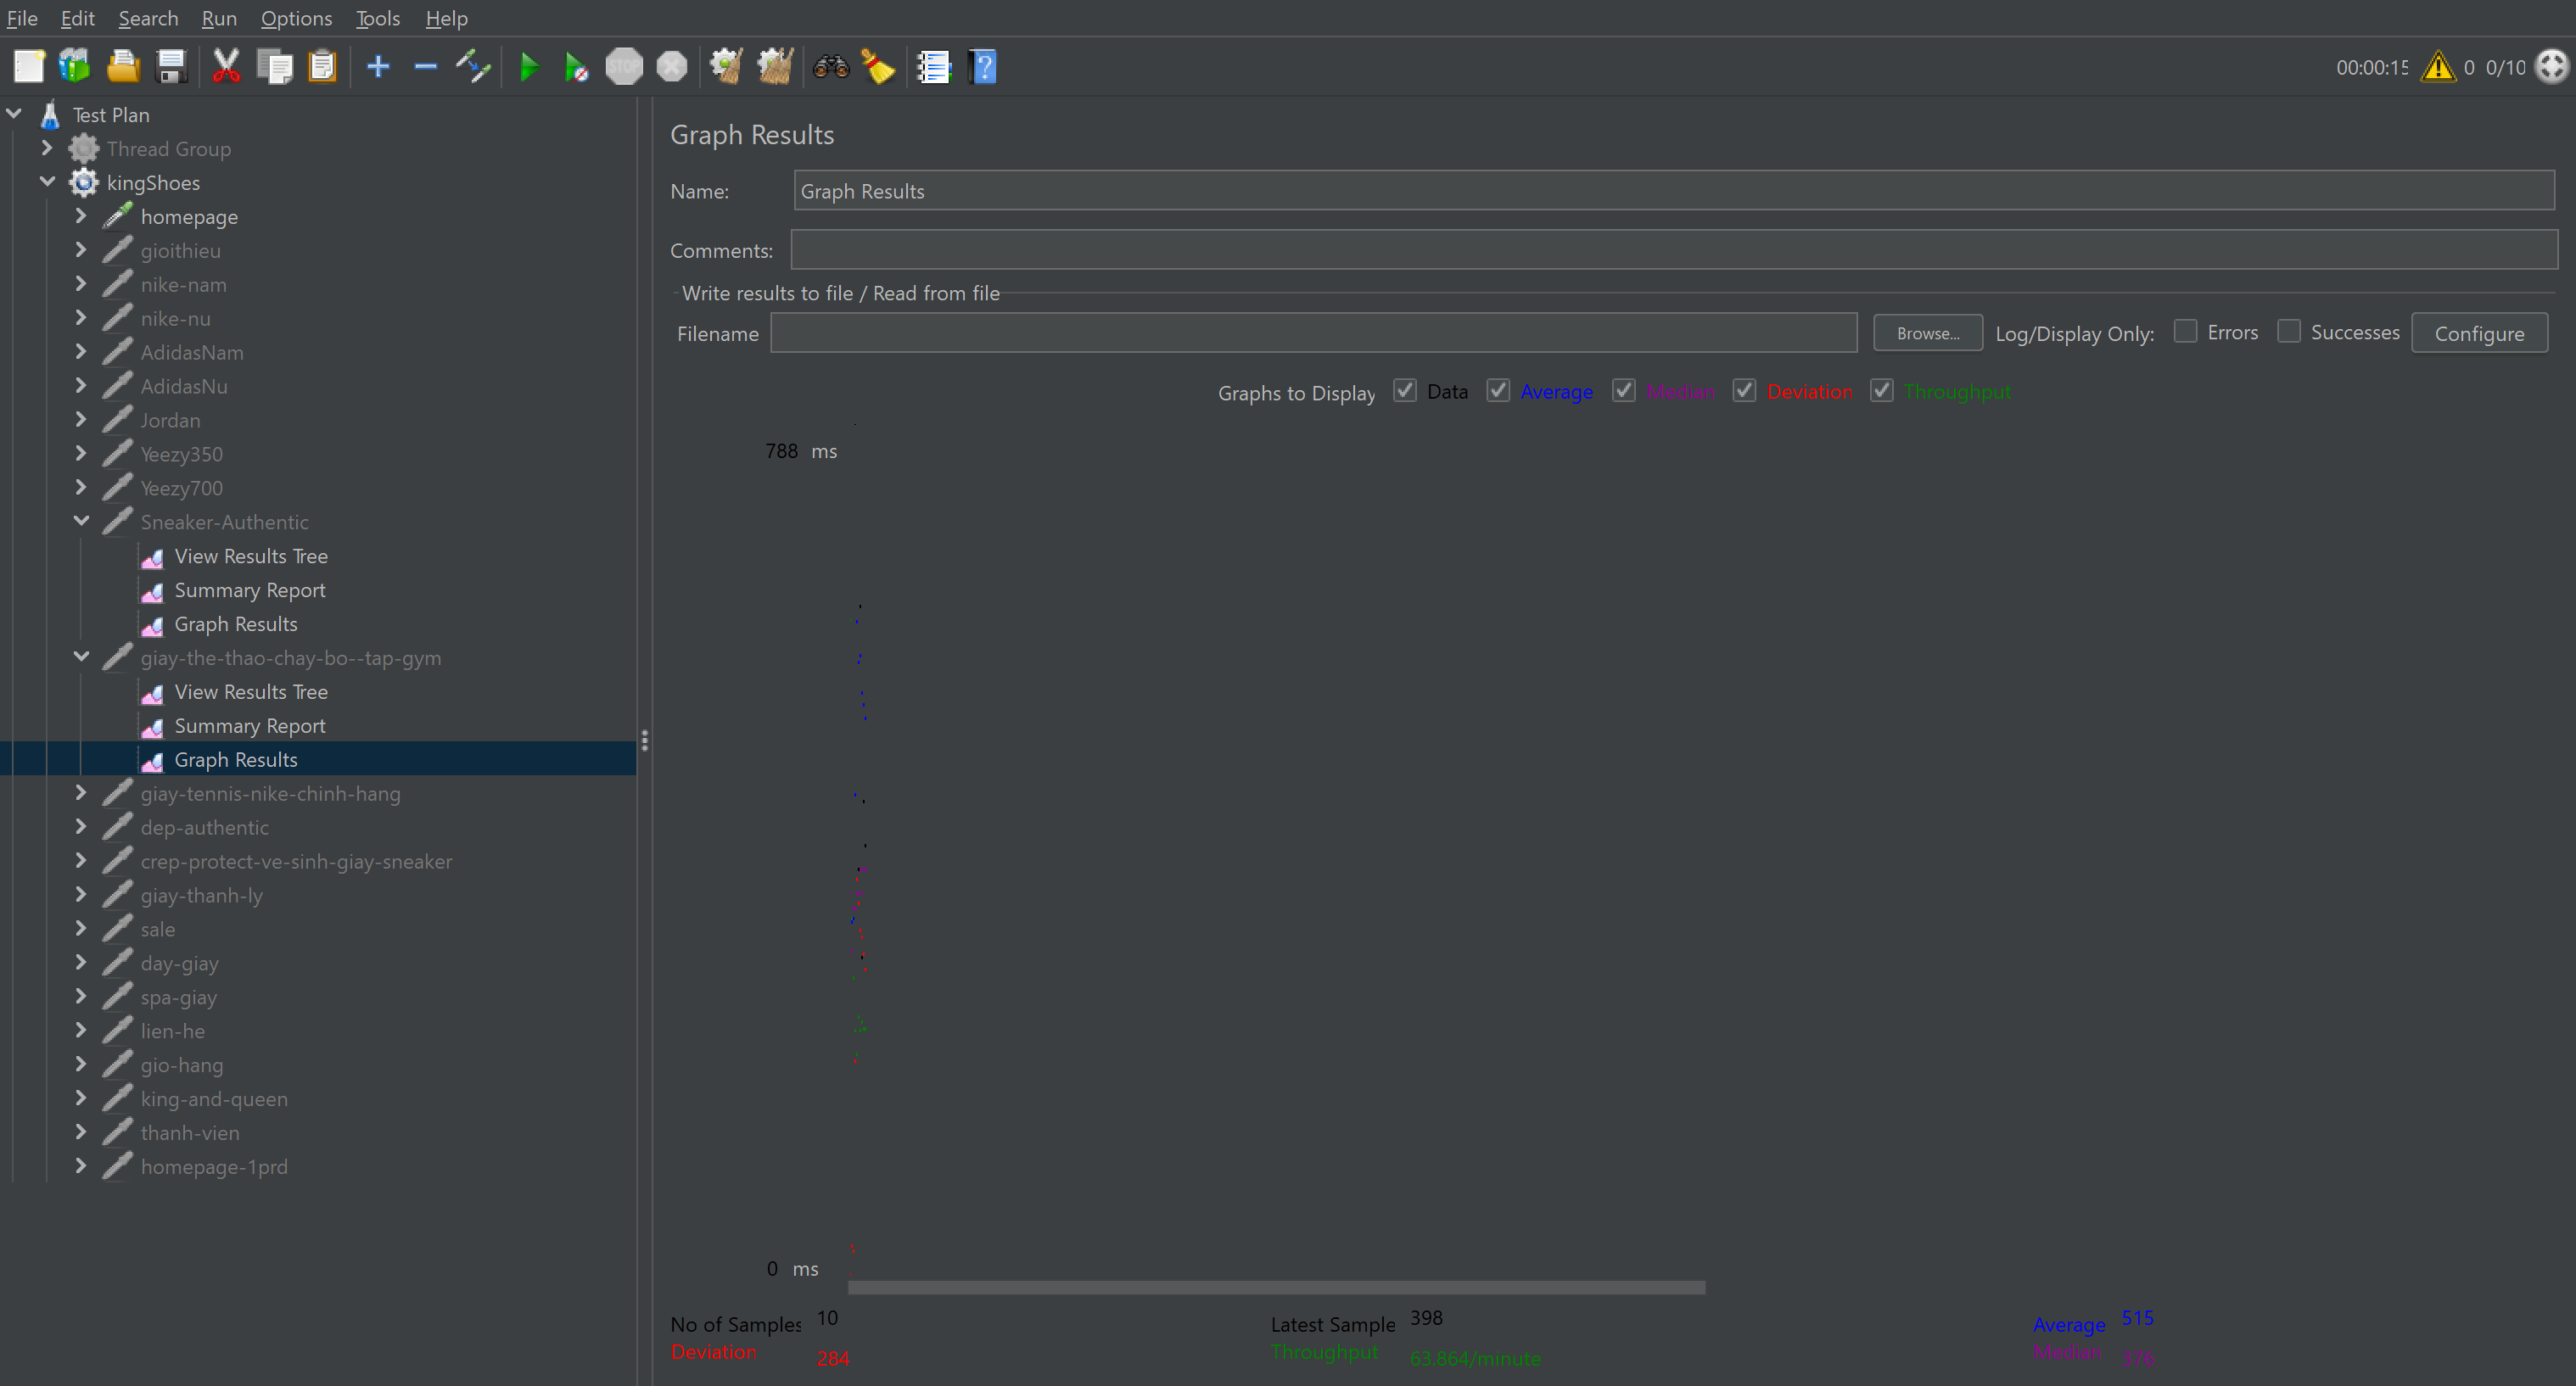 File Edit Search Run Options Tools Help
STOP
00:00:15 0 0/10
Test Plan
Thread Group
kingShoes
homepage
gioithieu
nike-nam
nike-nu
AdidasNam
AdidasNu
Jordan
Yeezy350
Yeezy700
Sneaker-Authentic
View Results Tree
Summary Report
Graph Results
giay-the-thao-chay-bo--tap-gym
View Results Tree
Summary Report
Graph Results
giay-tennis-nike-chinh-hang
dep-authentic
crep-protect-ve-sinh-giay-sneaker
giay-thanh-ly
sale
day-giay
spa-giay
lien-he
gio-hang
king-and-queen
thanh-vien
homepage-1prd
Graph Results
Name: Graph Results
Comments:
Write results to file / Read from file
Filename Browse... Log/Display Only: Errors Successes Configure
Graphs to Display Data Average Median Deviation Throughput
788 ms
0 ms
No of Samples 10 Latest Sample 398 Average 515
Deviation 284 Throughput 63.864/minute Median 376